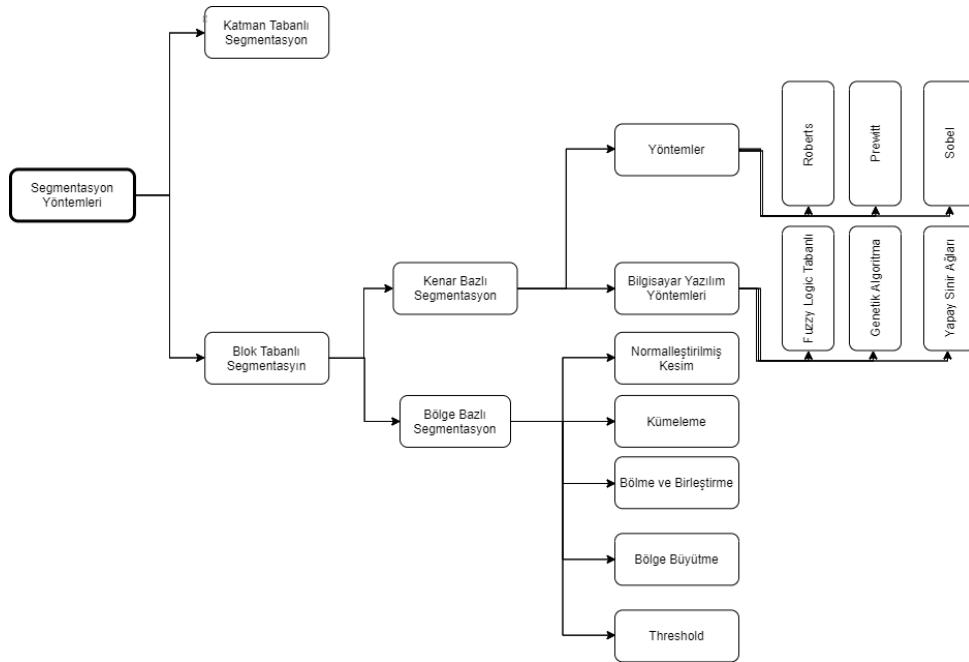 Katman Tabanlı
Segmentasyon
Segmentasyon
Yöntemleri
Blok Tabanlı
Segmentasyın
Kenar Bazlı
Segmentasyon
Bölge Bazlı
Segmentasyon
Yöntemler
Bilgisayar Yazılım
Yöntemleri
Normalleştirilmiş
Kesim
Kümeleme
Bölme ve Birleştirme
Bölge Büyütme
Threshold
Roberts
Prewitt
Sobel
Fuzzy Logic Tabanlı
Genetik Algoritma
Yapay Sinir Ağları